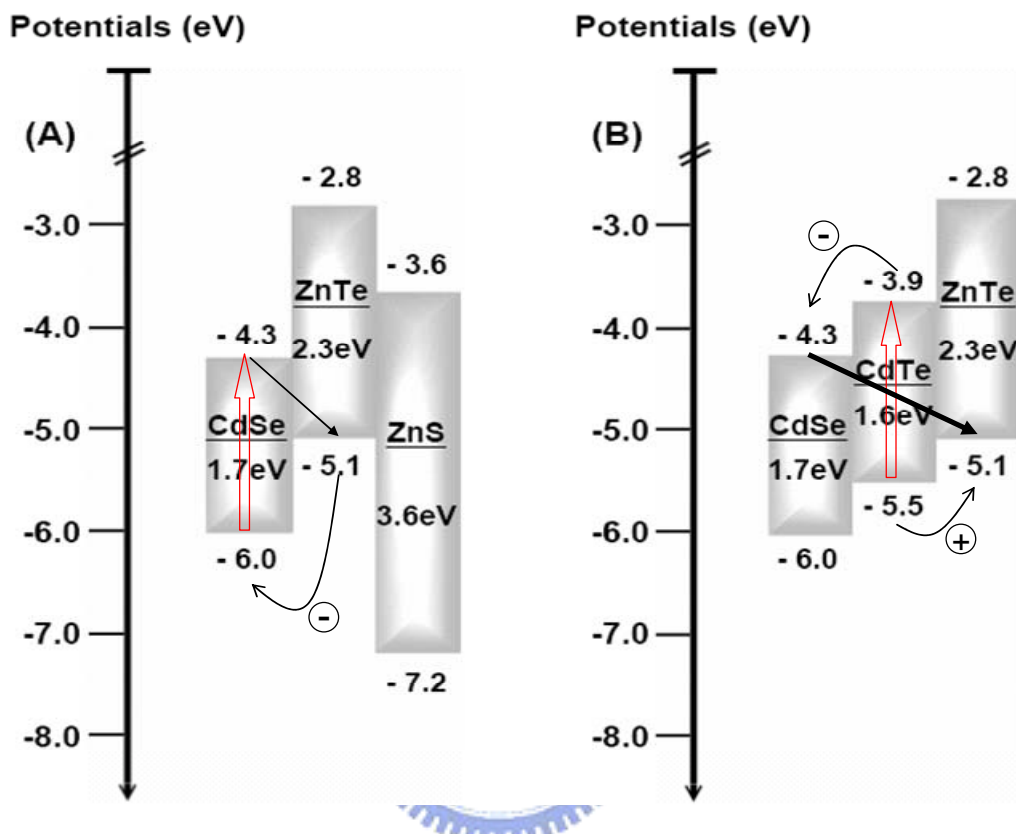 Potentials (eV)
(A)
-3.0
-4.0
-5.0
-6.0
-7.0
-8.0
- 4.3
CdSe
1.7eV
- 6.0
- 2.8
ZnTe
2.3eV
- 5.1
-
- 3.6
ZnS
3.6eV
- 7.2
Potentials (eV)
(B)
-3.0
-4.0
-5.0
-6.0
-7.0
-8.0
-
- 4.3
CdSe
1.7eV
- 6.0
- 3.9
CdTe
1.6eV
- 5.5
- 2.8
ZnTe
2.3eV
- 5.1
+